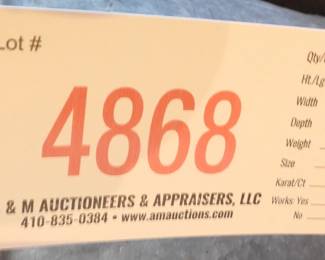 Lot #
4868
& M AUCTIONEERS & APPRAISERS, LLC
410-835-0384 • www.amauctions.com
Qty/
Ht./Lg
Width
Depth
Weight
Size
Karat/Ct
Works: Yes
No